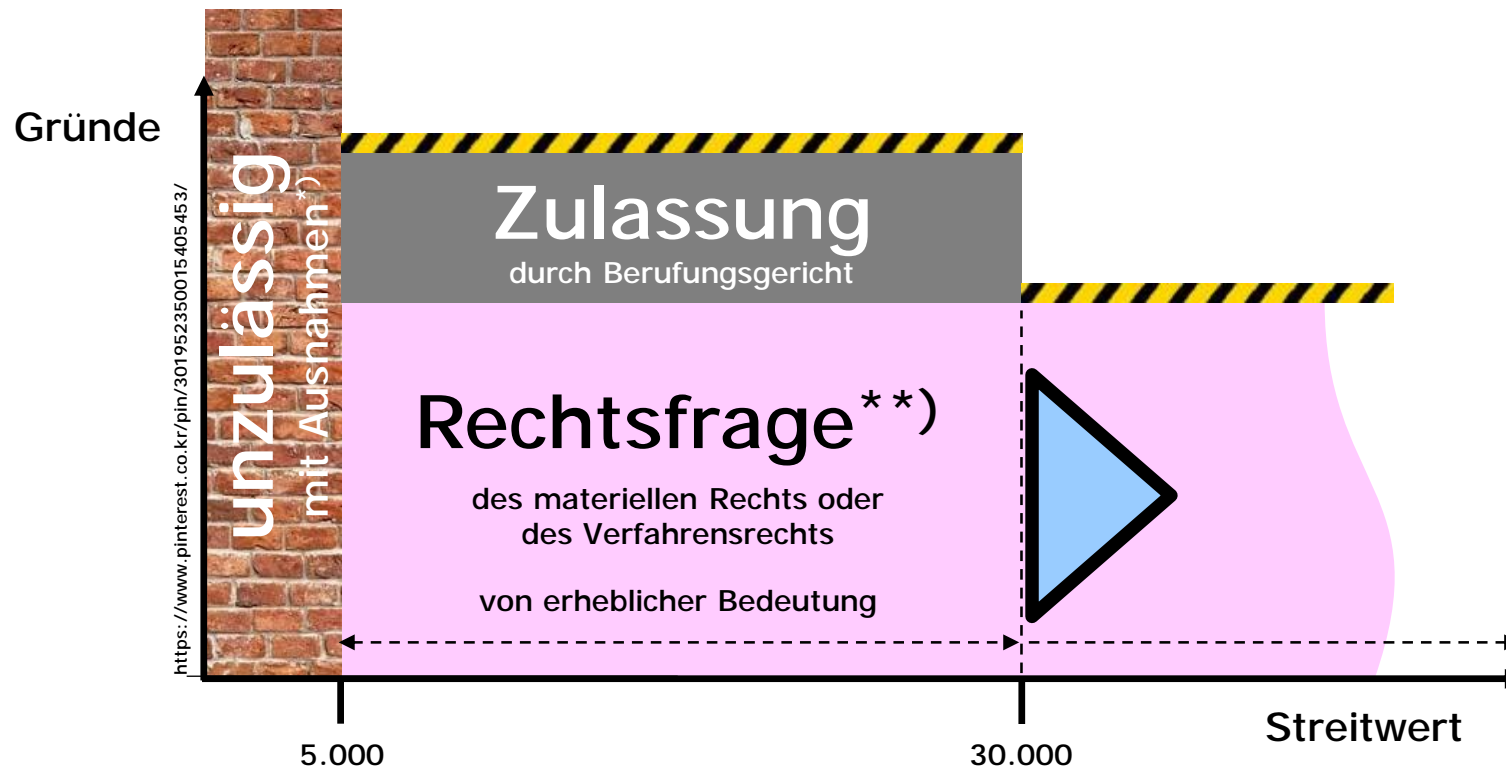 Gründe
https://www.pinterest.co.kr/pin/301952350015405453/
unzulässig
mit Ausnahmen*)
Zulassung
durch Berufungsgericht
Rechtsfrage**)
des materiellen Rechts oder
des Verfahrensrechts
von erheblicher Bedeutung
Streitwert
5.000
30.000